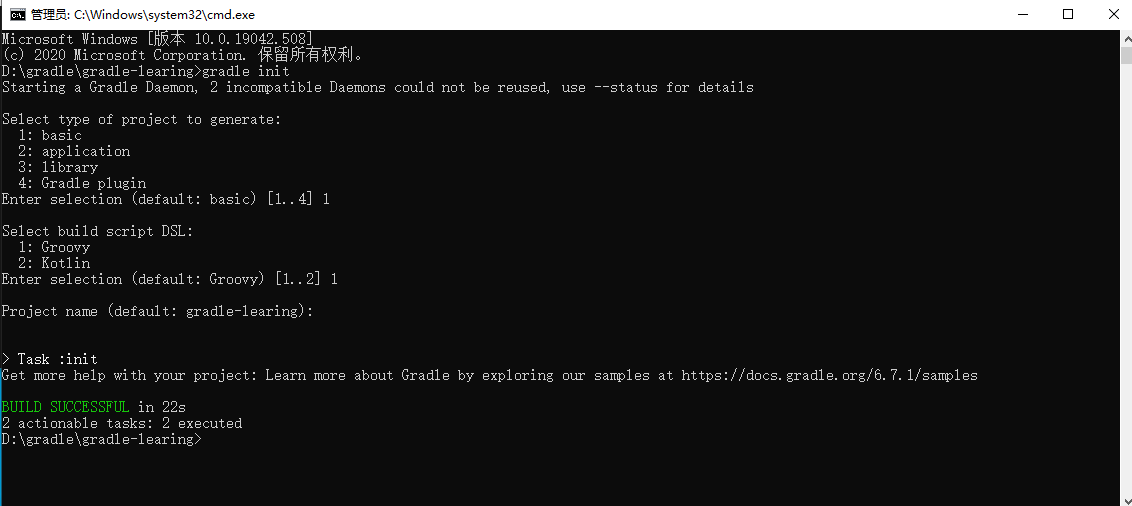 管理员: C:\Windows\system32\cmd.exe
Microsoft Windows [版本 10.0.19042.508]
(c) 2020 Microsoft Corporation. 保留所有权利。
D:\gradle\gradle-learing>gradle init
Starting a Gradle Daemon, 2 incompatible Daemons could not be reused, use --status for details
Select type of project to generate:
1: basic
2: application
3: library
4: Gradle plugin
Enter selection (default: basic) [1..4] 1
Select build script DSL:
1: Groovy
2: Kotlin
Enter selection (default: Groovy) [1..2] 1
Project name (default: gradle-learing):
> Task :init
Get more help with your project: Learn more about Gradle by exploring our samples at https://docs.gradle.org/6.7.1/samples
BUILD SUCCESSFUL in 22s
2 actionable tasks: 2 executed
D:\gradle\gradle-learing>